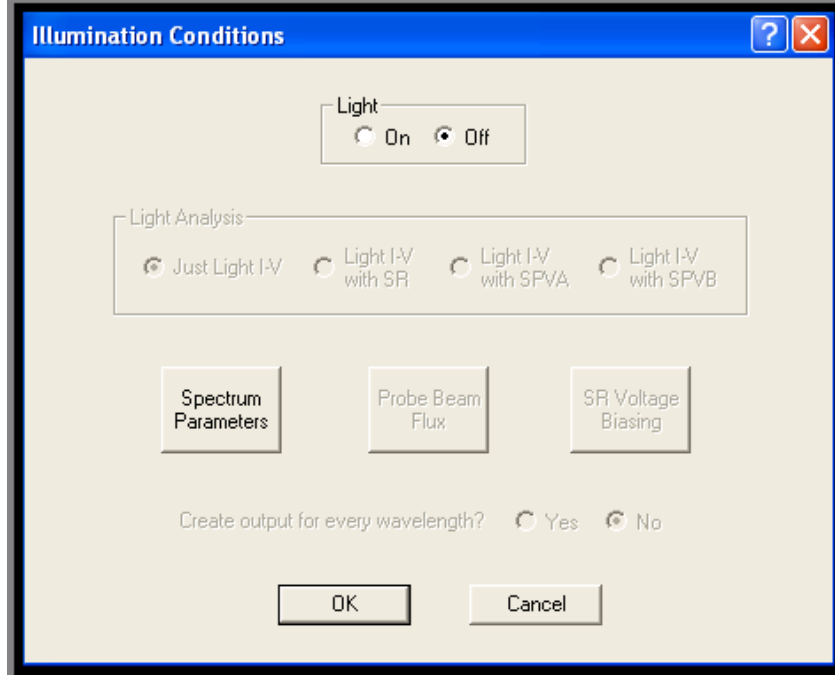 Illumination Conditions
Light
On Off
Light Analysis
Just Light I-V
Light I-V
with SR
Light I-V
with SPVA
Light I-V
with SPVB
Spectrum
Parameters
Probe Beam
Flux
SR Voltage
Biasing
Create output for every wavelength? Yes No
OK Cancel